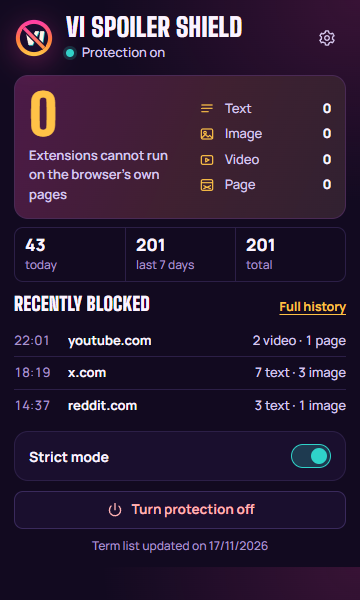 VI
VI SPOILER SHIELD
Protection on
0
Extensions cannot run
on the browser's own
pages
Text 0
Image 0
Video 0
Page 0
43
today
201
last 7 days
201
total
RECENTLY BLOCKED
Full history
22:01 youtube.com 2 video · 1 page
18:19 x.com 7 text · 3 image
14:37 reddit.com 3 text · 1 image
Strict mode
Turn protection off
Term list updated on 17/11/2026